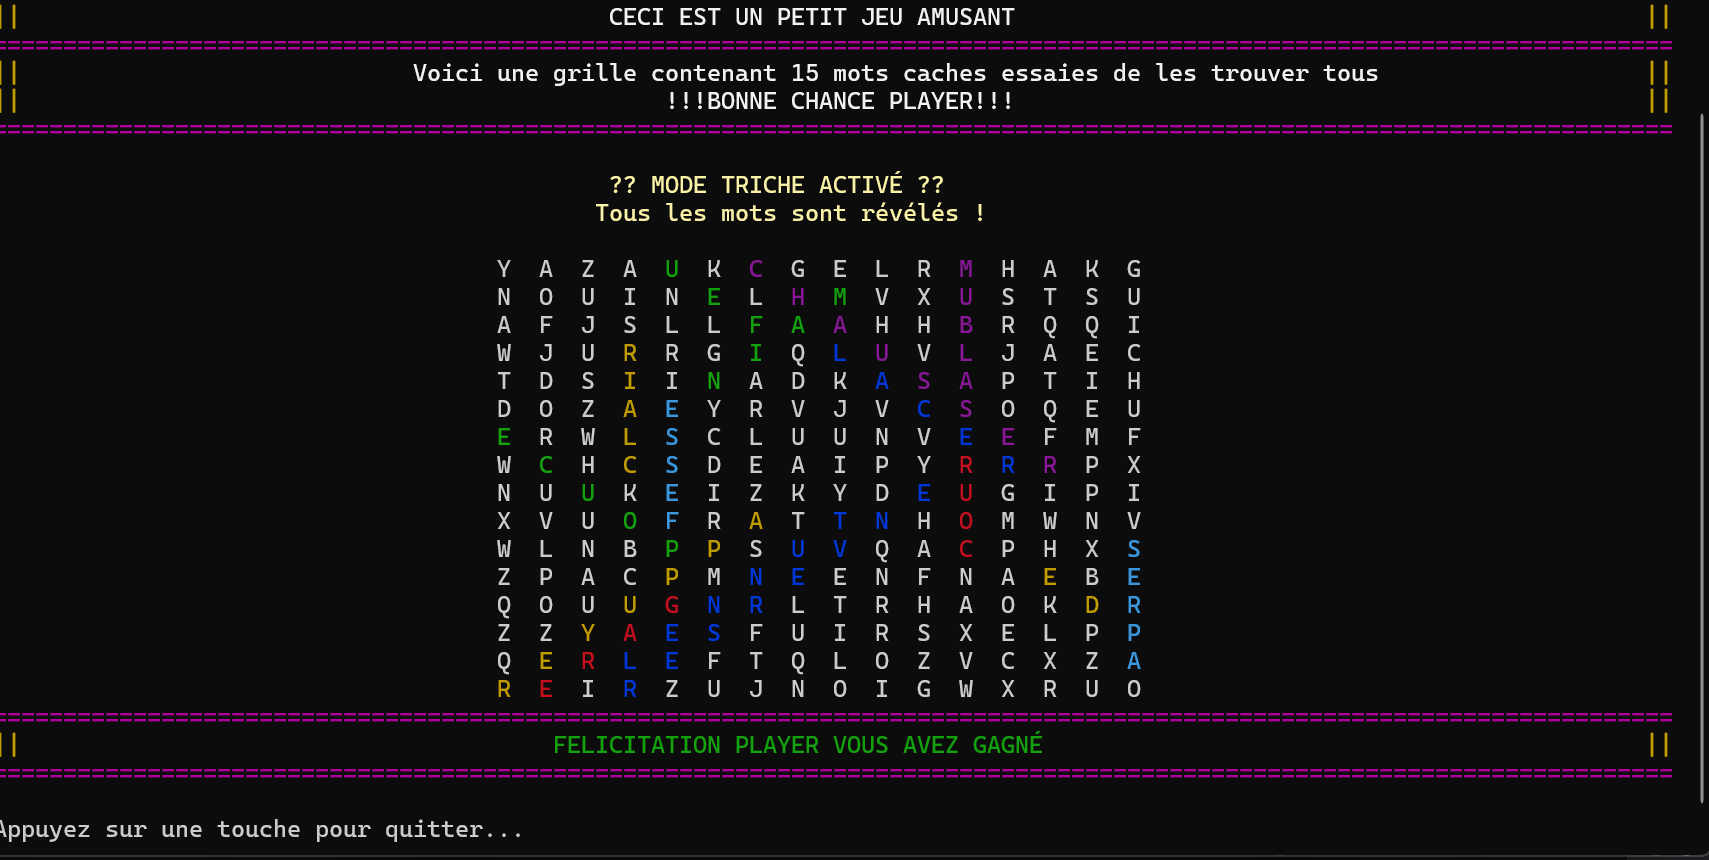 || CECI EST UN PETIT JEU AMUSANT ||
|| Voici une grille contenant 15 mots caches essaies de les trouver tous ||
|| !!!BONNE CHANCE PLAYER!!! ||
?? MODE TRICHE ACTIVÉ ??
Tous les mots sont révélés !
Y A Z A U K C G E L R M H A K G
N O U I N E L H M V X U S T S U
A F J S L L F A A H H B R Q Q I
W J U R R G I Q L U V L J A E C
T D S I I N A D K A S A P T I H
D O Z A E Y R V J V C S O Q E U
E R W L S C L U U N V E E F M F
W C H C S D E A I P Y R R R P X
N U U K E I Z K Y D E U G I P I
X V U O F R A T T N H O M W N V
W L N B P P S U V Q A C P H X S
Z P A C P M N E E N F N A E B E
Q O U U G N R L T R H A O K D R
Z Z Y A E S F U I R S X E L P P
Q E R L E F T Q L O Z V C X Z A
R E I R Z U J N O I G W X R U O
|| FELICITATION PLAYER VOUS AVEZ GAGNÉ ||
Appuyez sur une touche pour quitter...